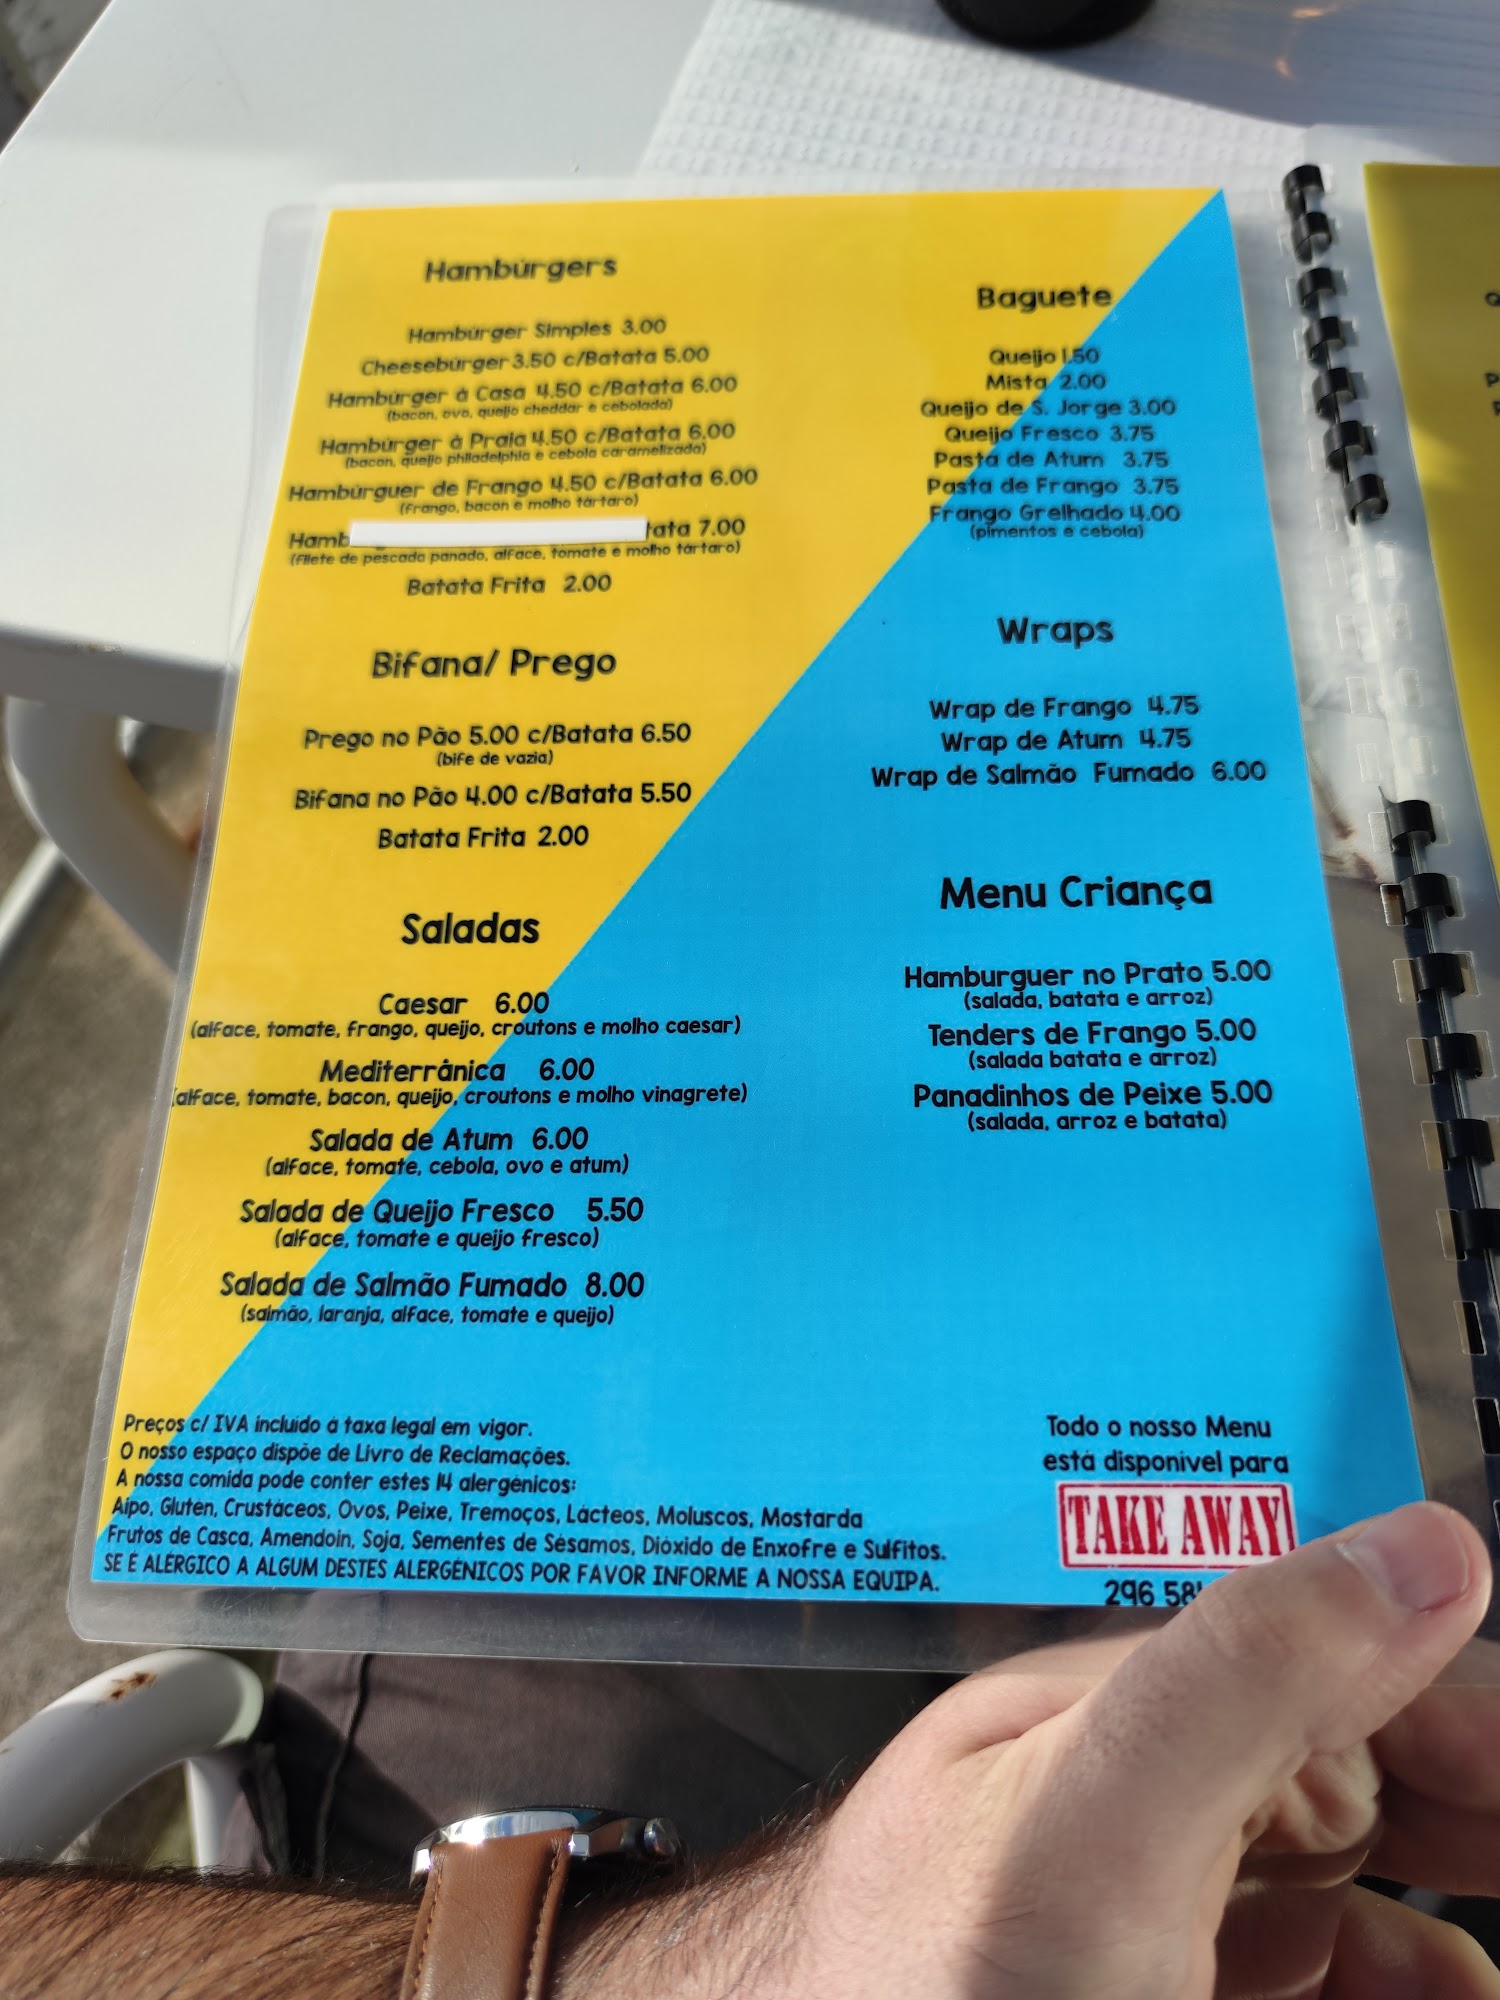 Hambúrgers
Hambúrger Simples 3.00
Cheesebúrger 3.50 c/Batata 5.00
Hambúrger á Casa 4.50 c/Batata 6.00
(bacon, ovo, queijo cheddar e cebolada)
Hambúrger á Praia 4.50 c/Batata 6.00
(bacon, queijo philadelphia e cebola caramelizada)
Hambúrguer de Frango 4.50 c/Batata 6.00
(frango, bacon e molho tártaro)
7.00
(filete de pescada panado, alface, tomate e molho tártaro)
Batata Frita 2.00
Bifana/ Prego
Prego no Pão 5.00 c/Batata 6.50
(bife de vazia)
Bifana no Pão 4.00 c/Batata 5.50
Batata Frita 2.00
Saladas
Caesar 6.00
(alface, tomate, frango, queijo, croutons e molho caesar)
Mediterrânica 6.00
(alface, tomate, bacon, queijo, croutons e molho vinagrete)
Salada de Atum 6.00
(alface, tomate, cebola, ovo e atum)
Salada de Queijo Fresco 5.50
(alface, tomate e queijo fresco)
Salada de Salmão Fumado 8.00
(salmão, laranja, alface, tomate e queijo)
Baguete
Queijo 1.50
Mista 2.00
Queijo de S. Jorge 3.00
Queijo Fresco 3.75
Pasta de Atum 3.75
Pasta de Frango 3.75
Frango Grelhado 4.00
(pimentos e cebola)
Wraps
Wrap de Frango 4.75
Wrap de Atum 4.75
Wrap de Salmão Fumado 6.00
Menu Criança
Hamburguer no Prato 5.00
(salada, batata e arroz)
Tenders de Frango 5.00
(salada batata e arroz)
Panadinhos de Peixe 5.00
(salada, arroz e batata)
Preços c/ IVA incluido á taxa legal em vigor.
O nosso espaço dispõe de Livro de Reclamações.
A nossa comida pode conter estes 14 alergénicos:
Aipo, Gluten, Crustáceos, Ovos, Peixe, Tremoços, Lácteos, Moluscos, Mostarda
Frutos de Casca, Amendoin, Soja, Sementes de Sésamos, Dióxido de Enxofre e Sulfitos.
SE É ALÉRGICO A ALGUM DESTES ALERGÉNICOS POR FAVOR INFORME A NOSSA EQUIPA.
Todo o nosso Menu
está disponivel para
TAKE AWAY
296